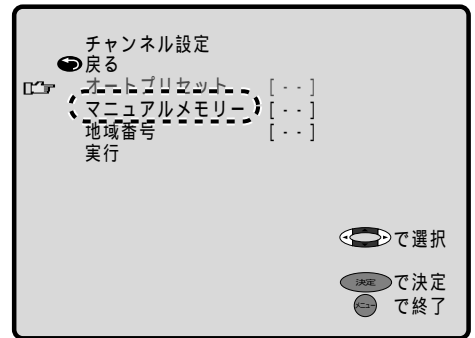 チャンネル設定
戻る
オートプリセット [--]
マニュアルメモリー [--]
地域番号 [--]
実行
で選択
決定 で決定
メニュー で終了